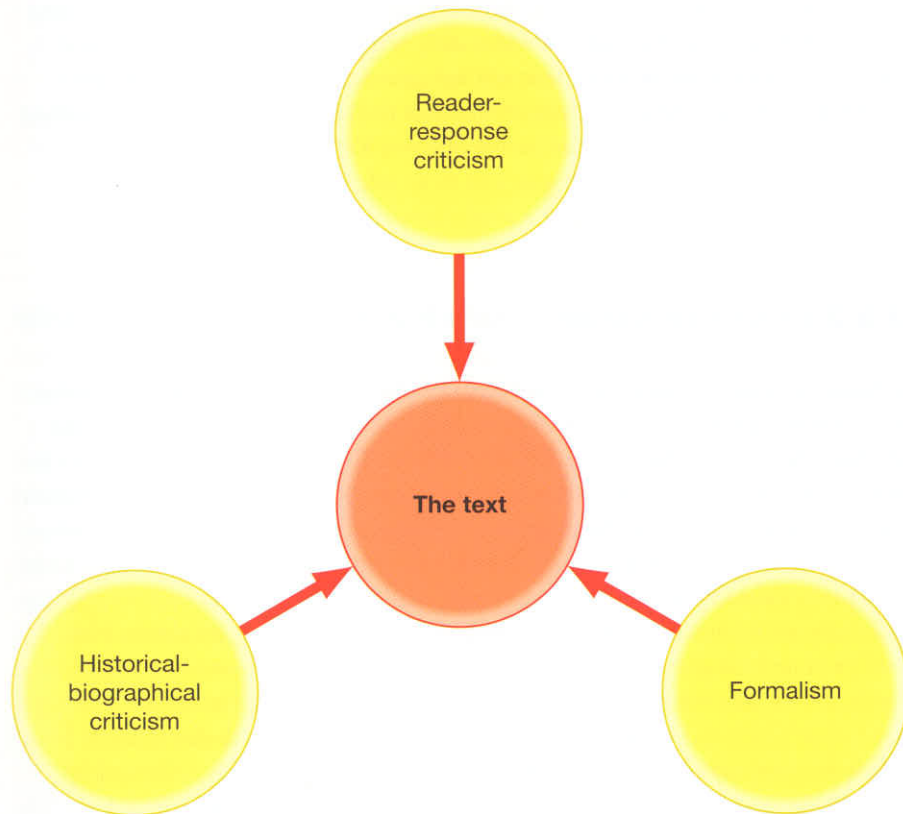 Reader-
response
criticism
The text
Historical-
biographical
criticism
Formalism